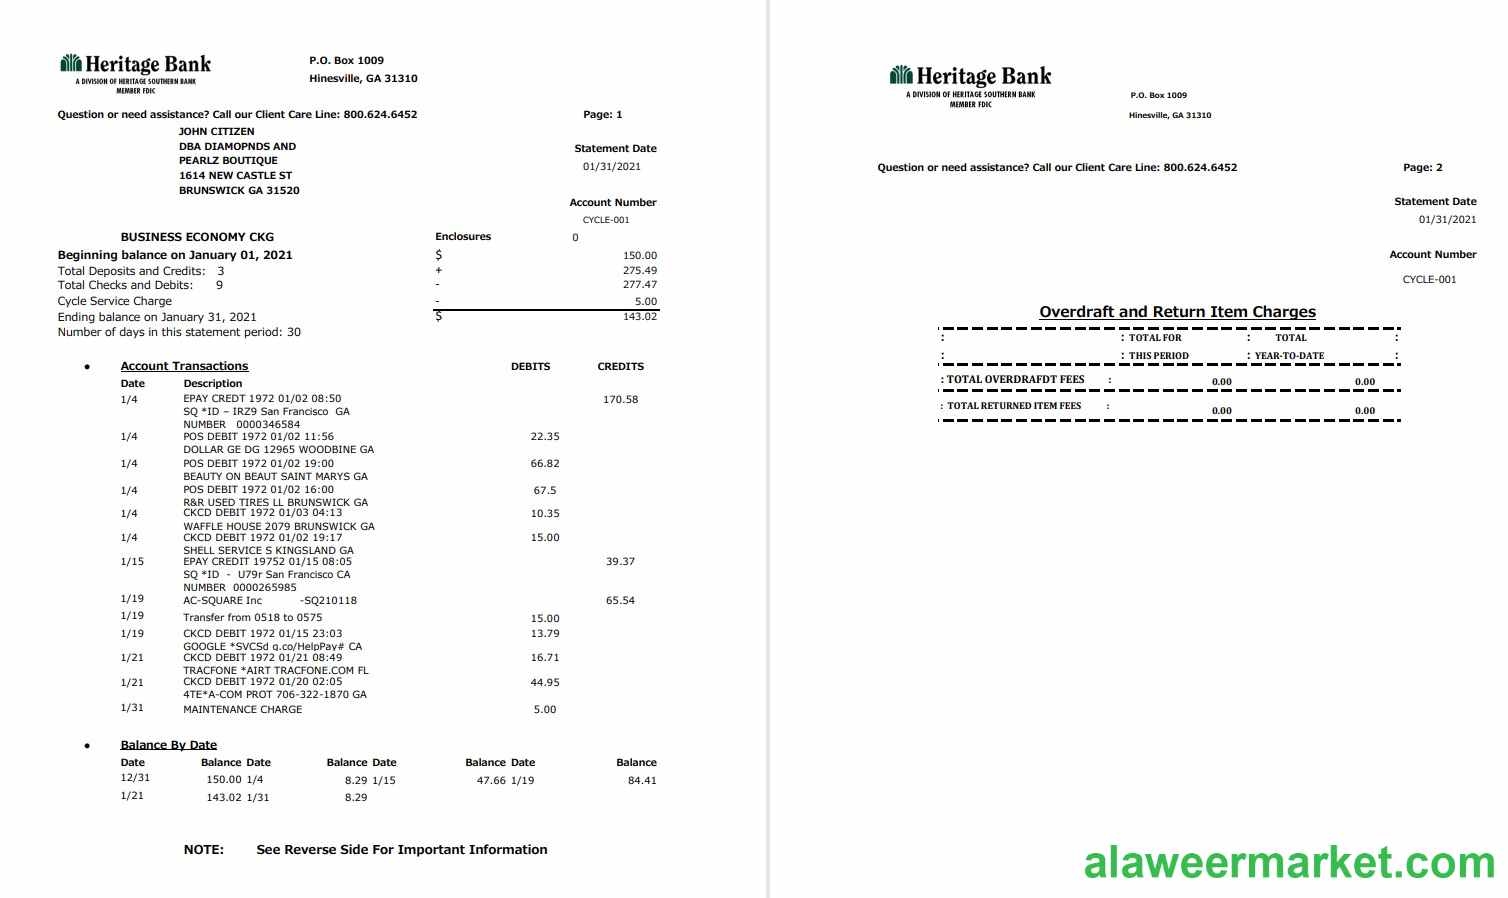 Heritage Bank
A DIVISION OF HERITAGE SOUTHERN BANK
MEMBER FDIC
P.O. Box 1009
Hinesville, GA 31310
Question or need assistance? Call our Client Care Line: 800.624.6452 Page: 1
JOHN CITIZEN
DBA DIAMOPNDS AND
PEARLZ BOUTIQUE
1614 NEW CASTLE ST
BRUNSWICK GA 31520
Statement Date
01/31/2021
Account Number
CYCLE-001
BUSINESS ECONOMY CKG Enclosures 0
Beginning balance on January 01, 2021 $ 150.00
Total Deposits and Credits: 3 + 275.49
Total Checks and Debits: 9 - 277.47
Cycle Service Charge - 5.00
Ending balance on January 31, 2021 $ 143.02
Number of days in this statement period: 30
• Account Transactions DEBITS CREDITS
Date Description
1/4 EPAY CREDT 1972 01/02 08:50 170.58
SQ *ID – IRZ9 San Francisco GA
NUMBER 0000346584
1/4 POS DEBIT 1972 01/02 11:56 22.35
DOLLAR GE DG 12965 WOODBINE GA
1/4 POS DEBIT 1972 01/02 19:00 66.82
BEAUTY ON BEAUT SAINT MARYS GA
1/4 POS DEBIT 1972 01/02 16:00 67.5
R&R USED TIRES LL BRUNSWICK GA
1/4 CKCD DEBIT 1972 01/03 04:13 10.35
WAFFLE HOUSE 2079 BRUNSWICK GA
1/4 CKCD DEBIT 1972 01/02 19:17 15.00
SHELL SERVICE S KINGSLAND GA
1/15 EPAY CREDIT 19752 01/15 08:05 39.37
SQ *ID - U79r San Francisco CA
NUMBER 0000265985
1/19 AC-SQUARE Inc -SQ210118 65.54
1/19 Transfer from 0518 to 0575 15.00
1/19 CKCD DEBIT 1972 01/15 23:03 13.79
GOOGLE *SVCSd g.co/HelpPay# CA
1/21 CKCD DEBIT 1972 01/21 08:49 16.71
TRACFONE *AIRT TRACFONE.COM FL
1/21 CKCD DEBIT 1972 01/20 02:05 44.95
4TE*A-COM PROT 706-322-1870 GA
1/31 MAINTENANCE CHARGE 5.00
• Balance By Date
Date Balance Date Balance Date Balance Date Balance
12/31 150.00 1/4 8.29 1/15 47.66 1/19 84.41
1/21 143.02 1/31 8.29
NOTE: See Reverse Side For Important Information
Heritage Bank
A DIVISION OF HERITAGE SOUTHERN BANK
MEMBER FDIC
P.O. Box 1009
Hinesville, GA 31310
Question or need assistance? Call our Client Care Line: 800.624.6452 Page: 2
Statement Date
01/31/2021
Account Number
CYCLE-001
Overdraft and Return Item Charges
: : TOTAL FOR : TOTAL :
: : THIS PERIOD : YEAR-TO-DATE :
: TOTAL OVERDRAFDT FEES : 0.00 0.00
: TOTAL RETURNED ITEM FEES : 0.00 0.00
alaweermarket.com